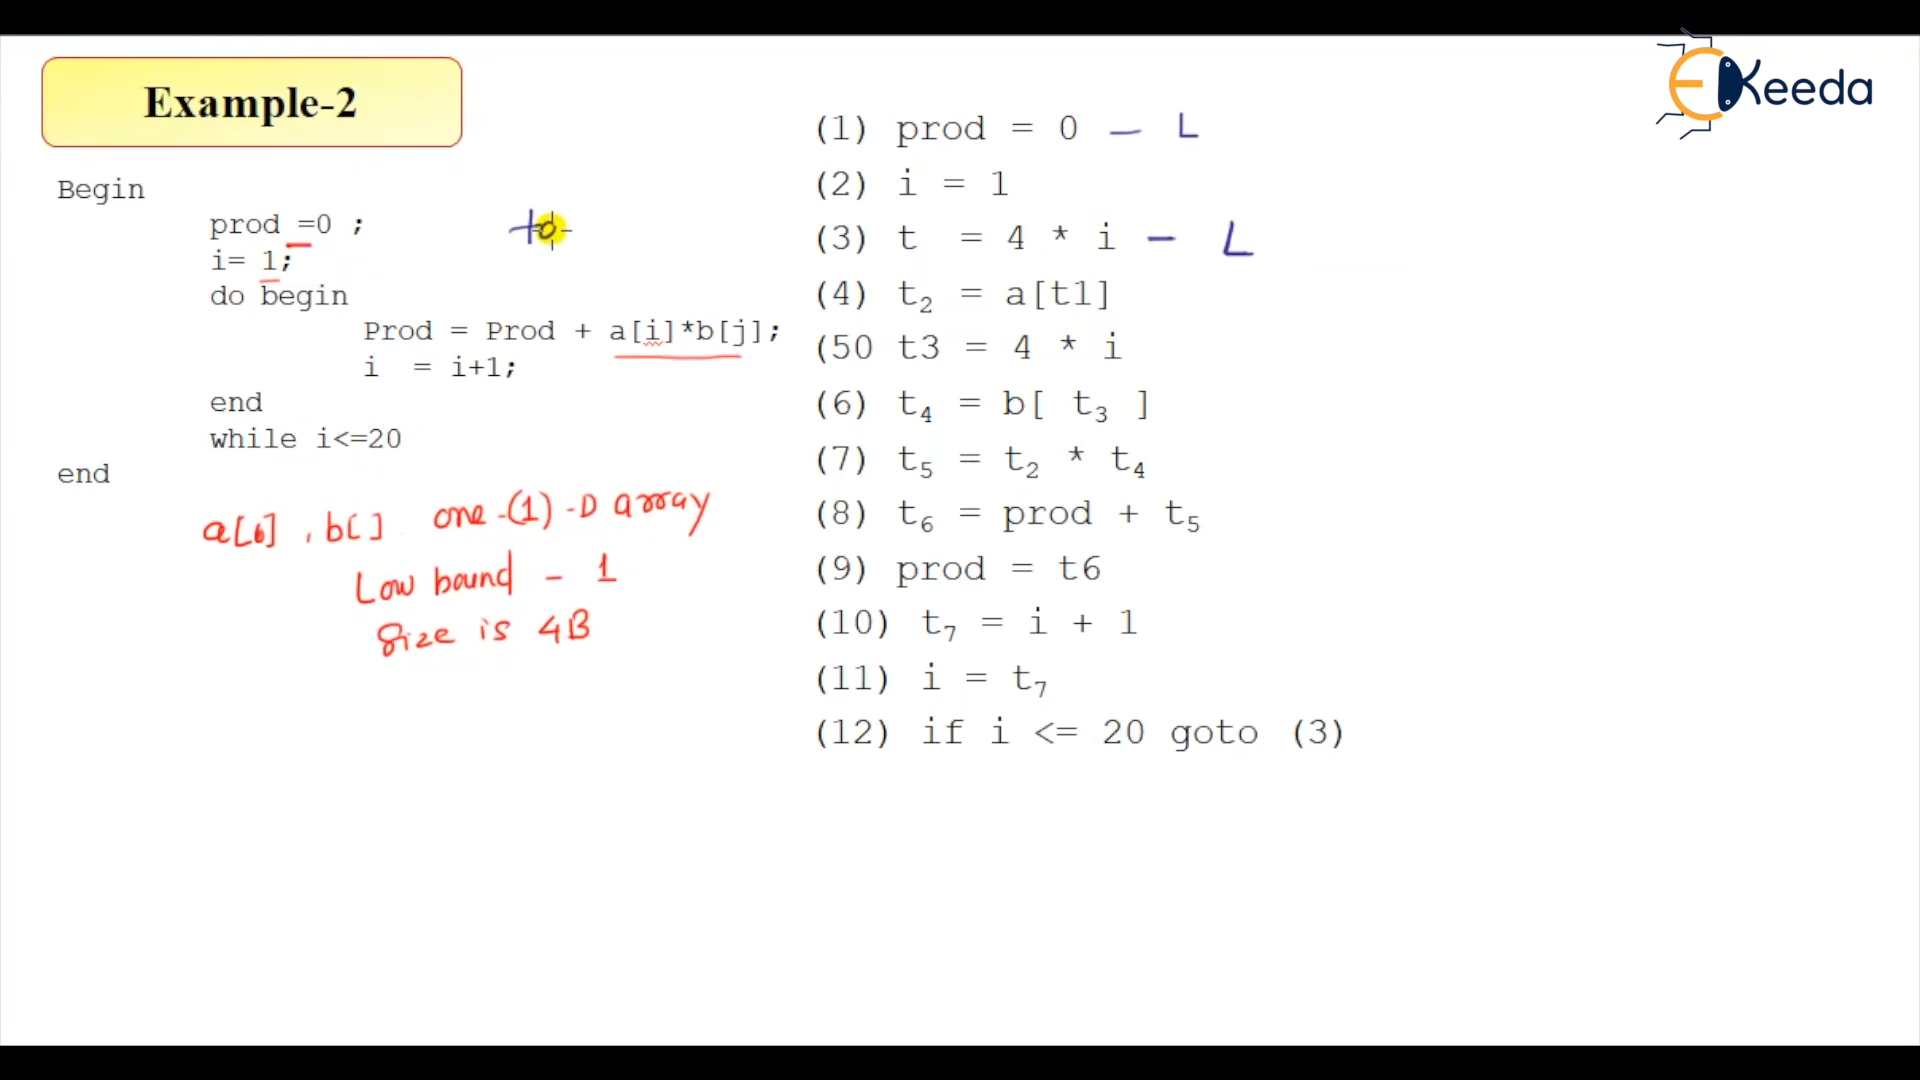 Example-2
Keeda
Begin
prod =0 ;
i= 1;
do begin
Prod = Prod + a[i]*b[j];
i = i+1;
end
while i<=20
end
to
a[6] , b[] one-(1)-D array
Low bound - 1
Size is 4B
(1) prod = 0 – L
(2) i = 1
(3) t = 4 * i – L
(4) t₂ = a[t1]
(50 t3 = 4 * i
(6) t₄ = b[ t₃ ]
(7) t₅ = t₂ * t₄
(8) t₆ = prod + t₅
(9) prod = t6
(10) t₇ = i + 1
(11) i = t₇
(12) if i <= 20 goto (3)